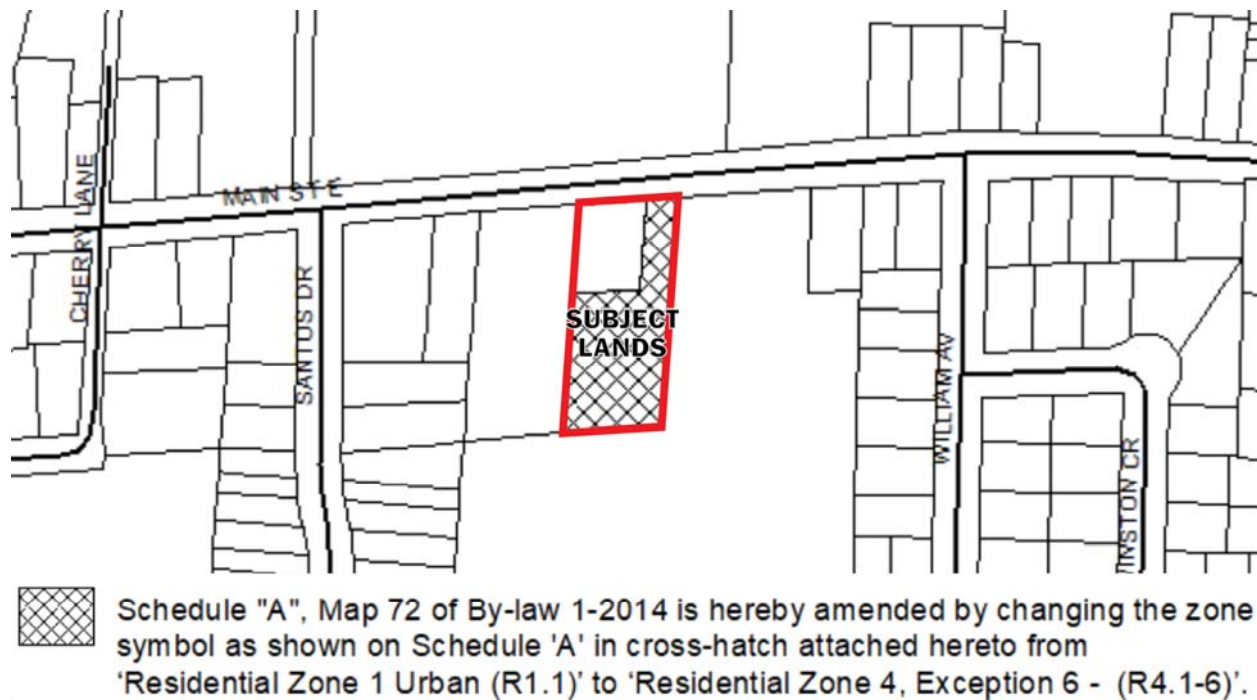 MAIN ST E
CHERRY LANE
SANTOS DR
SUBJECT
LANDS
WILLIAM AV
INSTON CR
Schedule "A", Map 72 of By-law 1-2014 is hereby amended by changing the zone
symbol as shown on Schedule 'A' in cross-hatch attached hereto from
‘Residential Zone 1 Urban (R1.1)’ to ‘Residential Zone 4, Exception 6 - (R4.1-6)’.